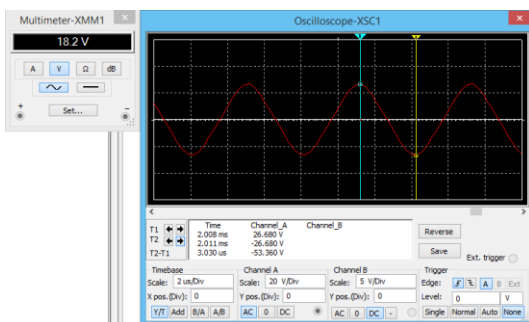 Multimeter-XMM1
18.2 V
A V Ω dB
+ Set... -
Oscilloscope-XSC1
1 2
Time Channel_A Channel_B
T1 2.008 ms 26.680 V
T2 2.011 ms -26.680 V
T2-T1 3.030 us -53.360 V
Reverse
Save
Ext. trigger
Timebase
Scale: 2 us/Div
X pos.(Div): 0
Y/T Add B/A A/B
Channel A
Scale: 20 V/Div
Y pos.(Div): 0
AC 0 DC
Channel B
Scale: 5 V/Div
Y pos.(Div): 0
AC 0 DC -
Trigger
Edge: A B Ext
Level: 0 V
Single Normal Auto None